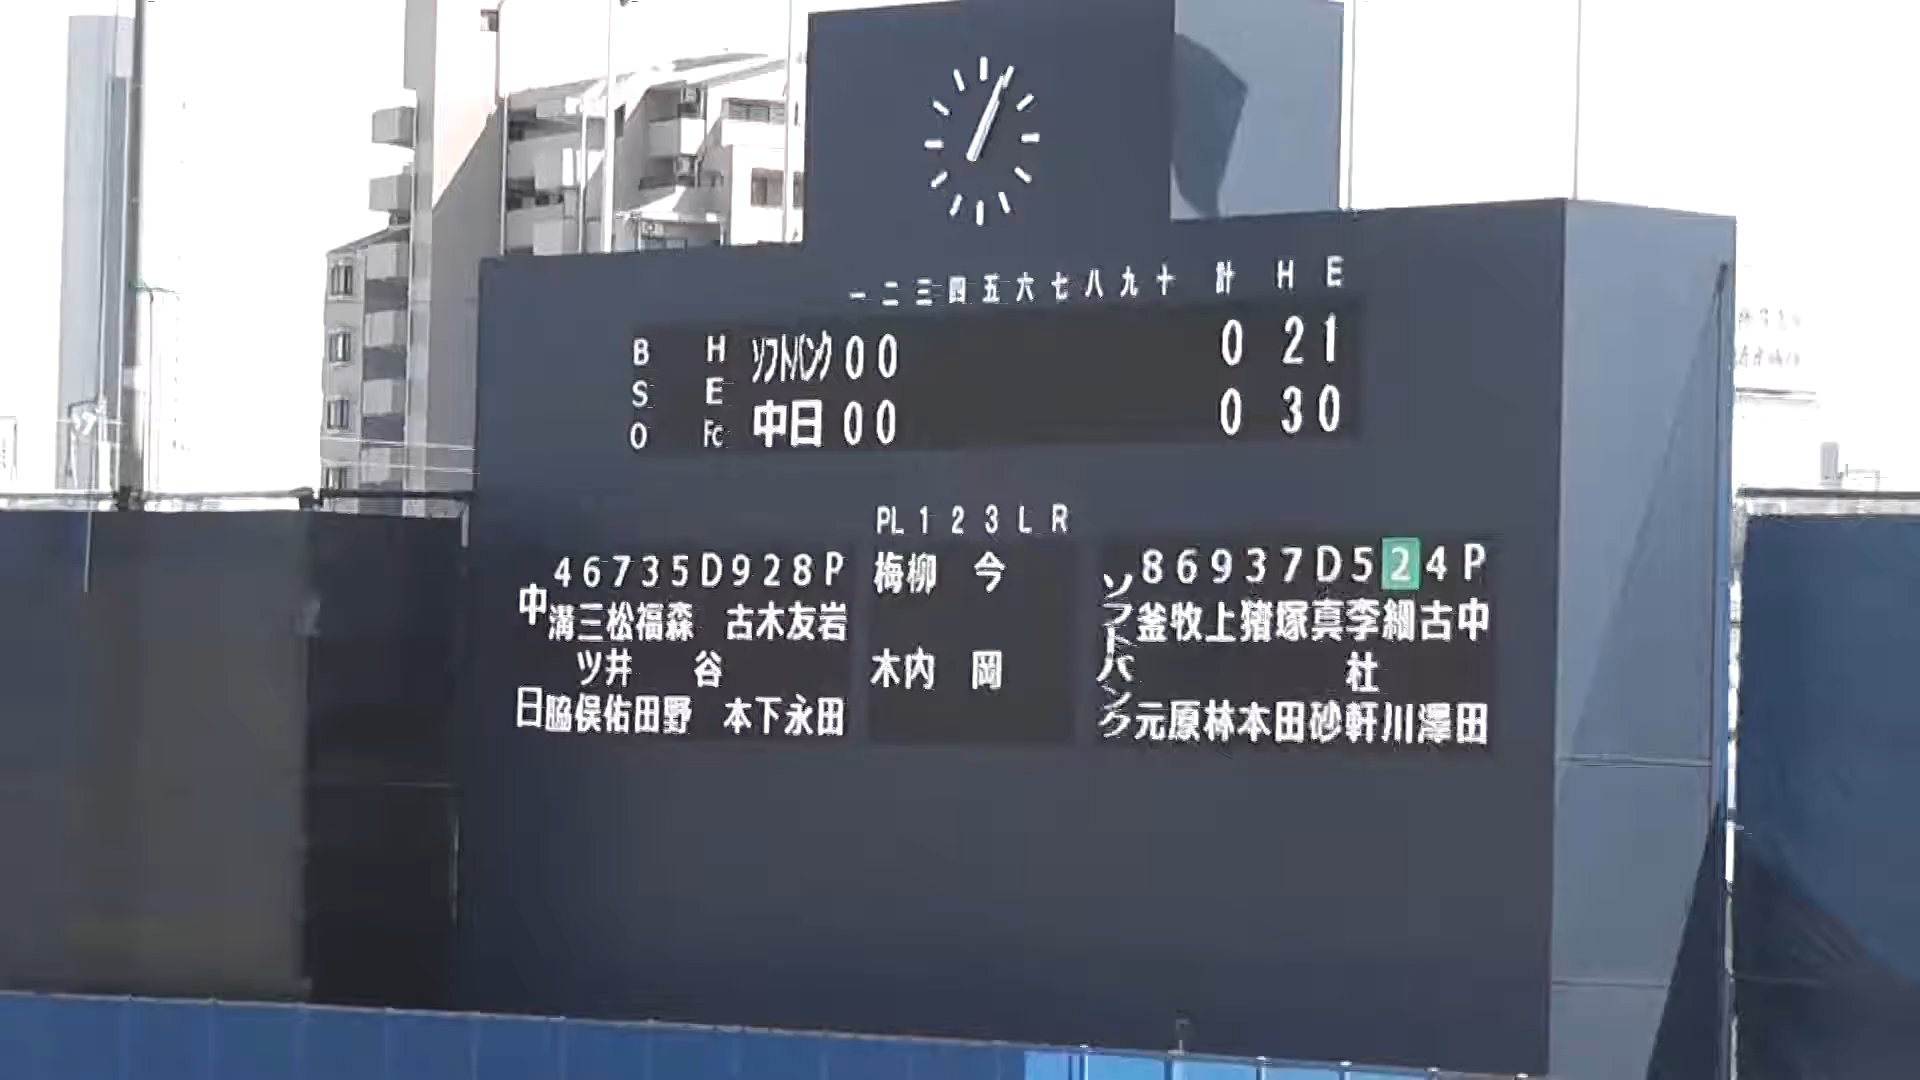 一 二 三 四 五 六 七 八 九 十 計 H E
B H ソフトバンク 0 0 0 2 1
S E
O Fc 中日 0 0 0 3 0
PL 1 2 3 L R
中日
4 6 7 3 5 D 9 2 8 P
溝脇 三ツ俣 松井佑 福田 森野 谷 古本 木下 友永 岩田
梅木 柳内 今岡
ソフトバンク
8 6 9 3 7 D 5 2 4 P
釜元 牧原 上林 猪本 塚田 真砂 李杜軒 細川 古澤 中田